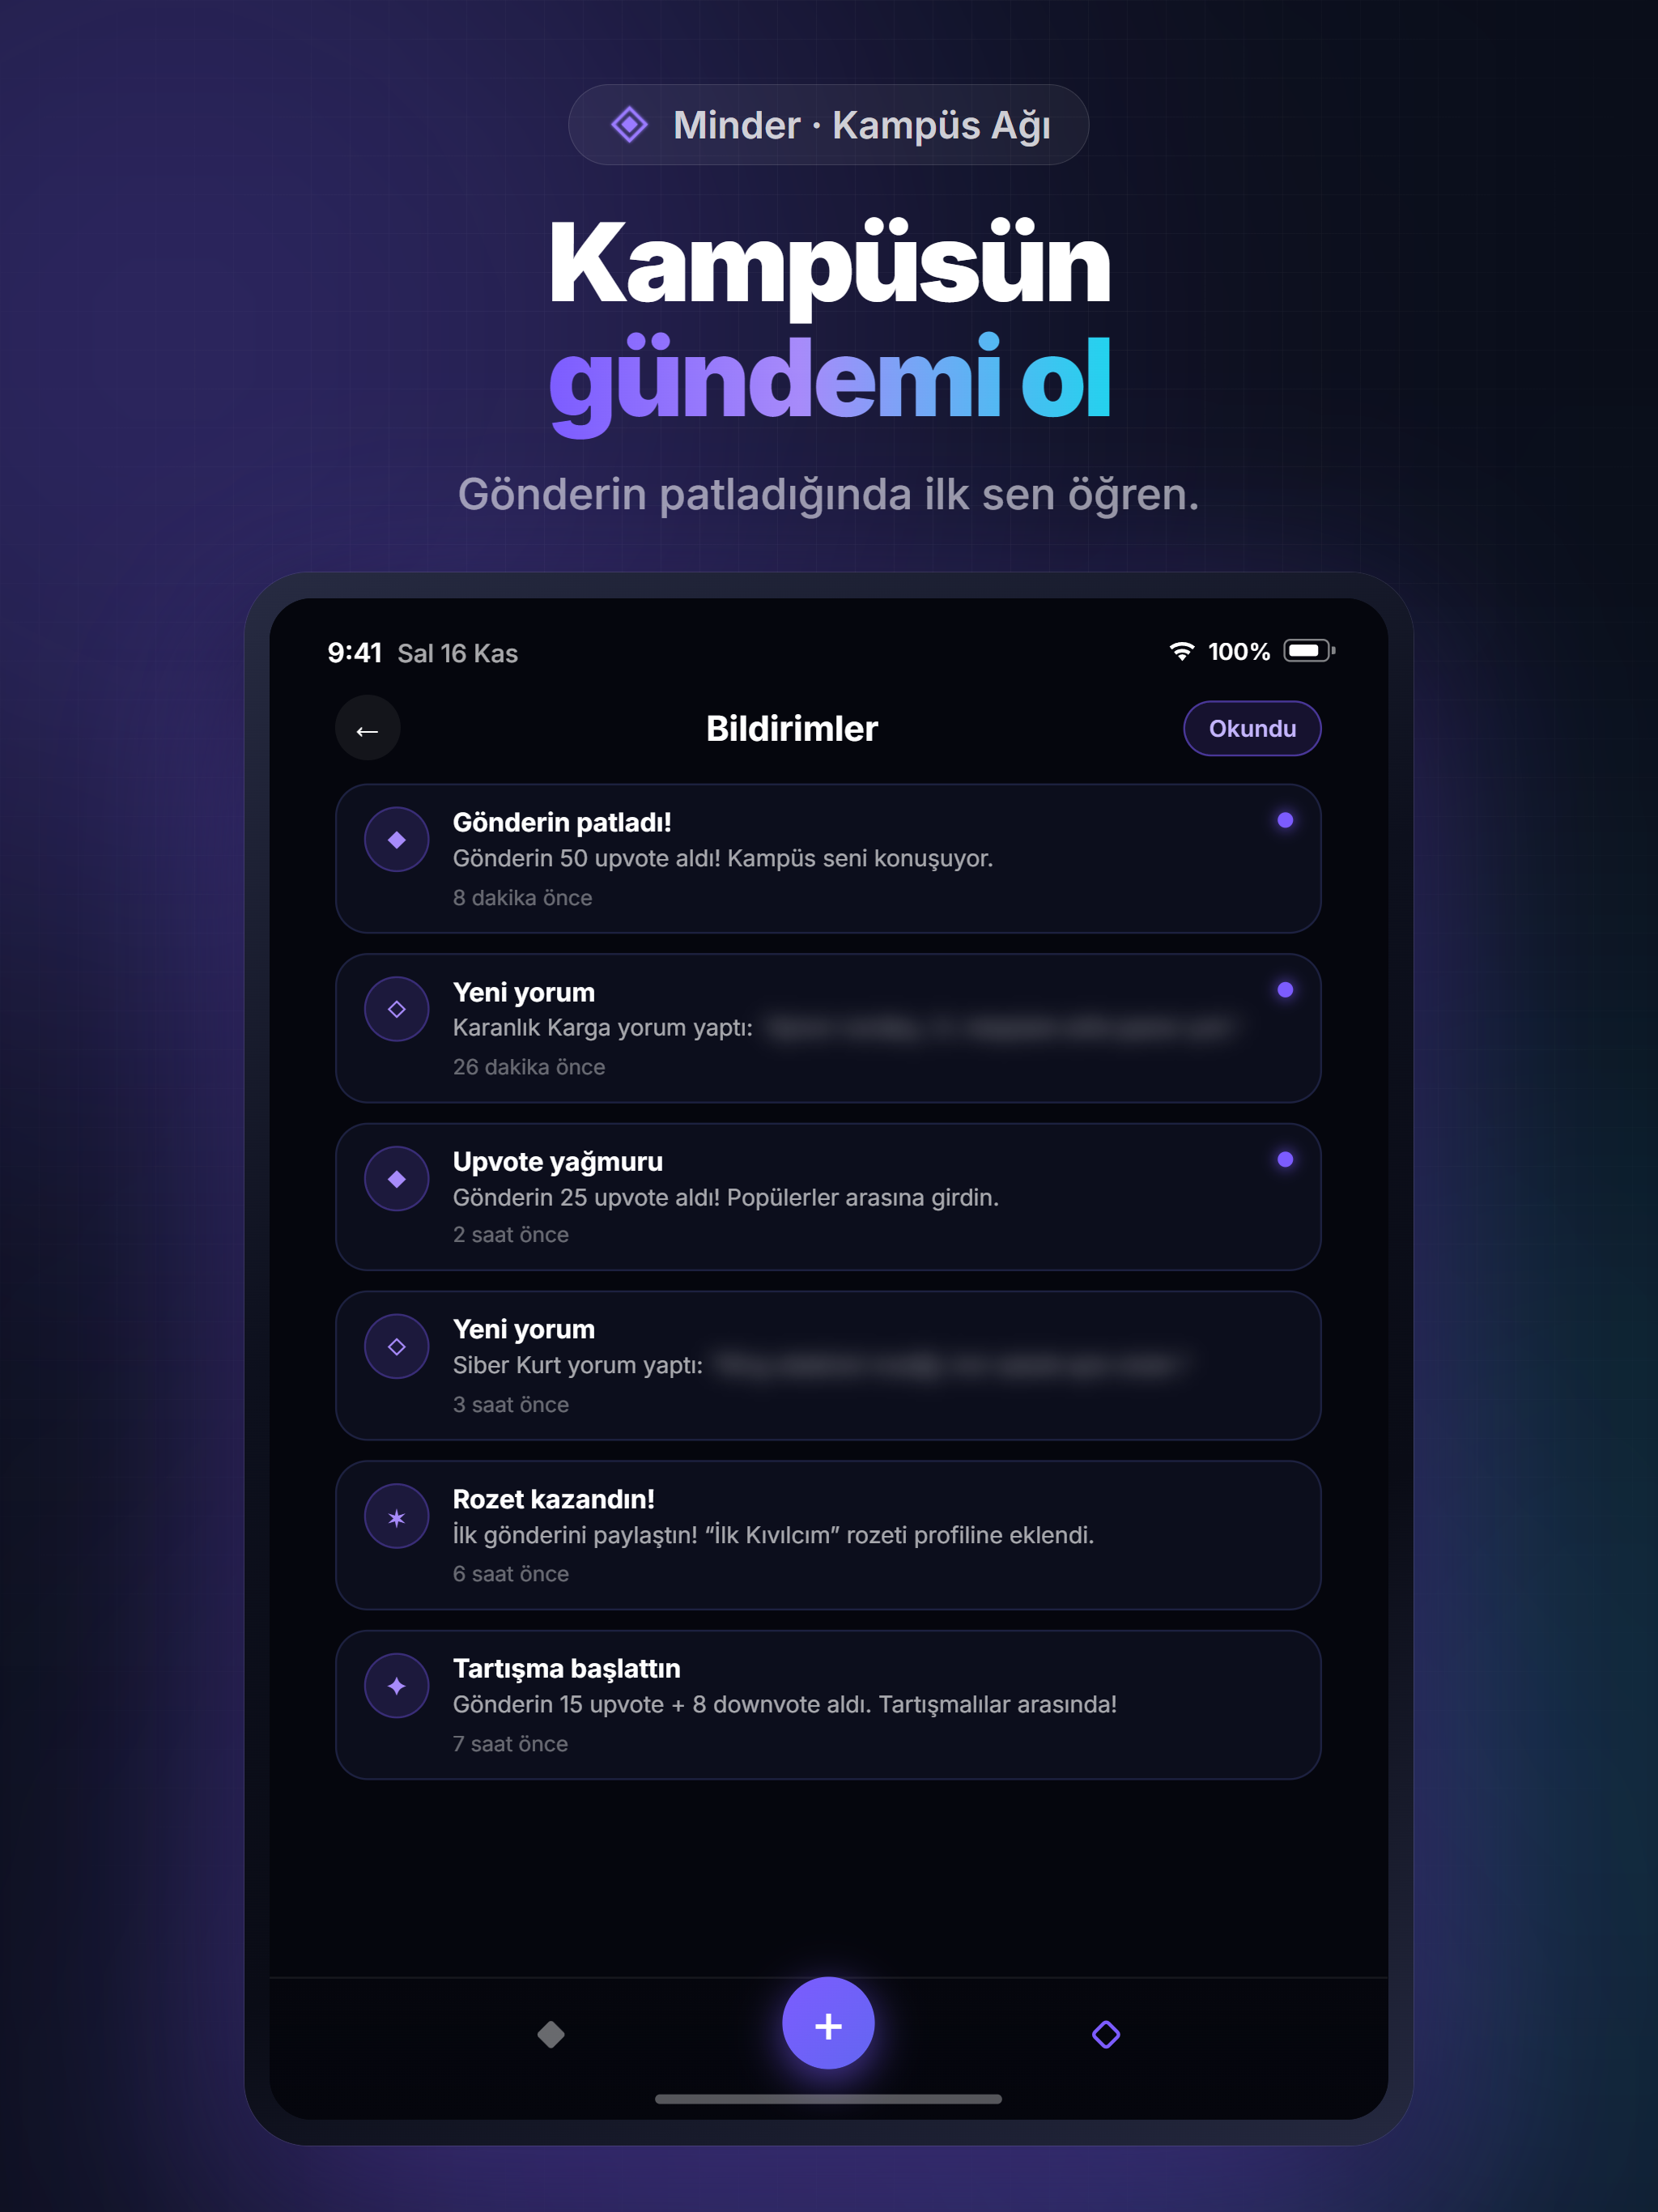 Minder · Kampüs Ağı
Kampüsün
gündemi ol
Gönderin patladığında ilk sen öğren.
9:41 Sal 16 Kas
100%
←
Bildirimler
Okundu
Gönderin patladı!
Gönderin 50 upvote aldı! Kampüs seni konuşuyor.
8 dakika önce
Yeni yorum
Karanlık Karga yorum yaptı:
26 dakika önce
Upvote yağmuru
Gönderin 25 upvote aldı! Popülerler arasına girdin.
2 saat önce
Yeni yorum
Siber Kurt yorum yaptı:
3 saat önce
Rozet kazandın!
İlk gönderini paylaştın! “İlk Kıvılcım” rozeti profiline eklendi.
6 saat önce
Tartışma başlattın
Gönderin 15 upvote + 8 downvote aldı. Tartışmalılar arasında!
7 saat önce
+